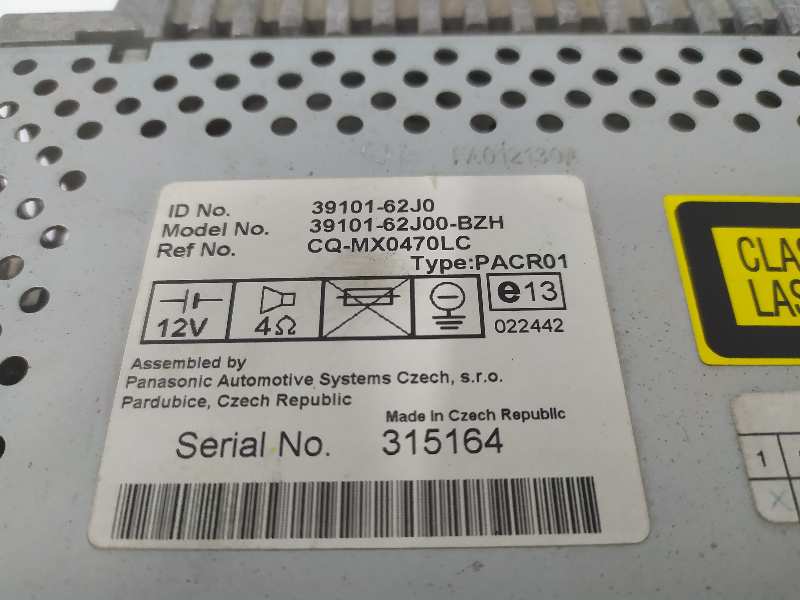 ID No. 39101-62J0
Model No. 39101-62J00-BZH
Ref No. CQ-MX0470LC
Type:PACR01
12V 4Ω e13
022442
Assembled by
Panasonic Automotive Systems Czech, s.r.o.
Pardubice, Czech Republic
Made in Czech Republic
Serial No. 315164
CLAS
LAS
1